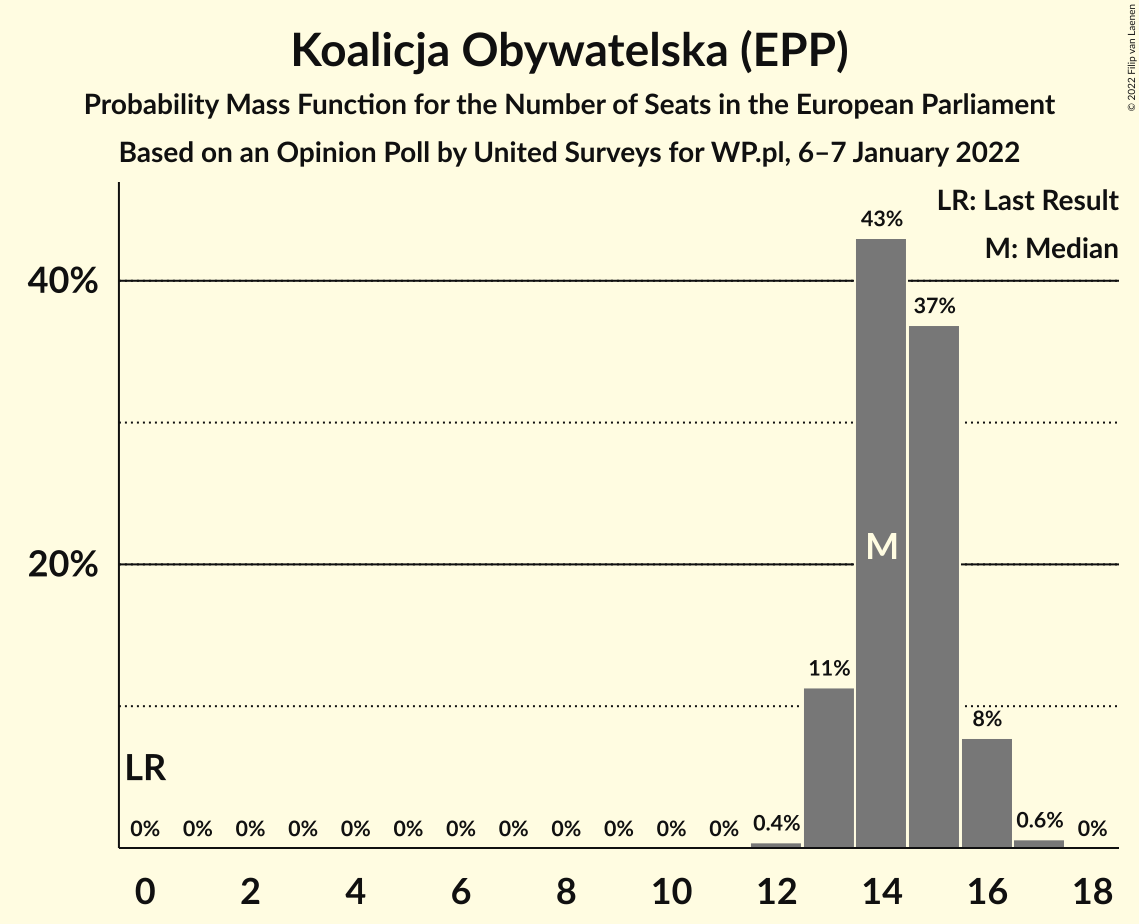 Koalicja Obywatelska (EPP)
Probability Mass Function for the Number of Seats in the European Parliament
Based on an Opinion Poll by United Surveys for WP.pl, 6–7 January 2022
© 2022 Filip van Laenen
LR: Last Result
M: Median
43%
40%
37%
M
20%
11%
8%
LR
0% 0% 0% 0% 0% 0% 0% 0% 0% 0% 0% 0% 0.4% 0.6% 0%
0 2 4 6 8 10 12 14 16 18